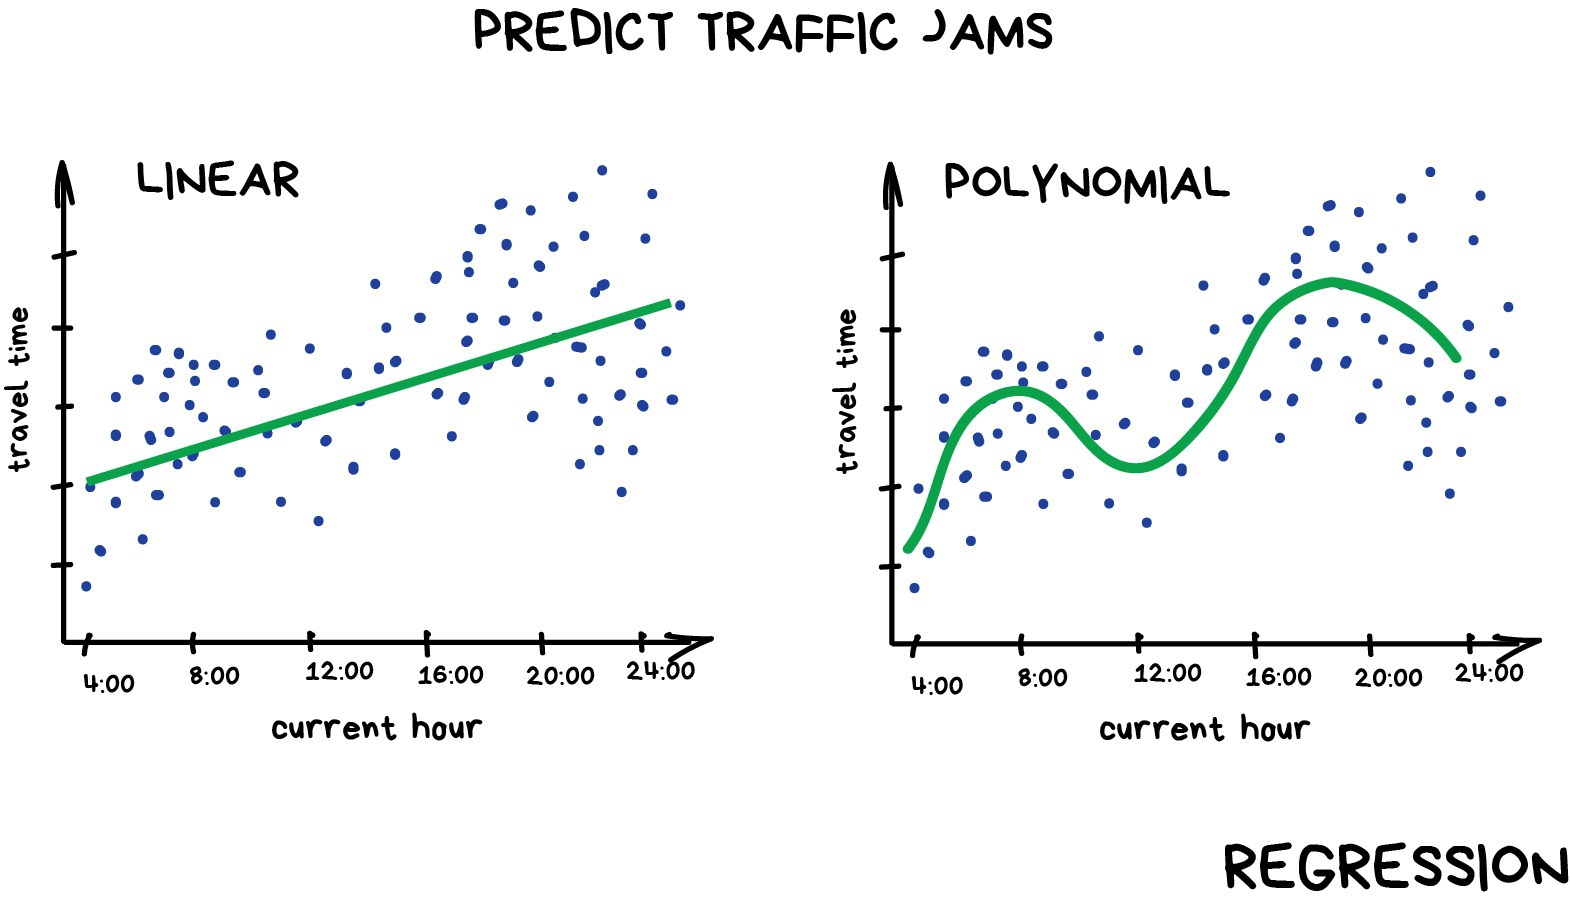 PREDICT TRAFFIC JAMS
LINEAR
travel time
4:00 8:00 12:00 16:00 20:00 24:00
current hour
POLYNOMIAL
travel time
4:00 8:00 12:00 16:00 20:00 24:00
current hour
REGRESSION